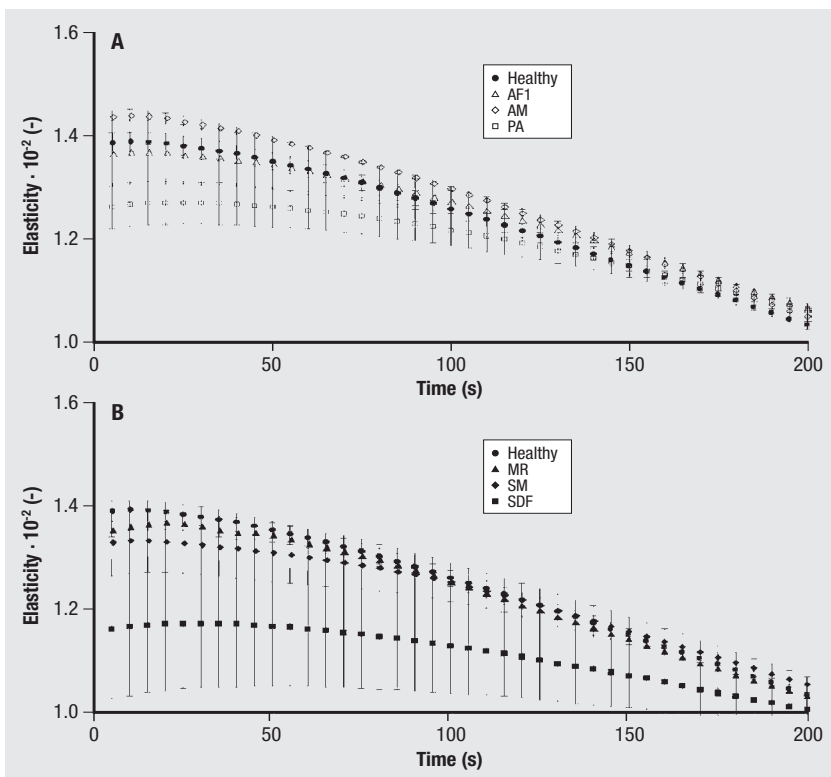 A
Healthy
AF1
AM
PA
Elasticity · 10⁻² (-)
1.6
1.4
1.2
1.0
0
50
100
150
200
Time (s)
B
Healthy
MR
SM
SDF
Elasticity · 10⁻² (-)
1.6
1.4
1.2
1.0
0
50
100
150
200
Time (s)